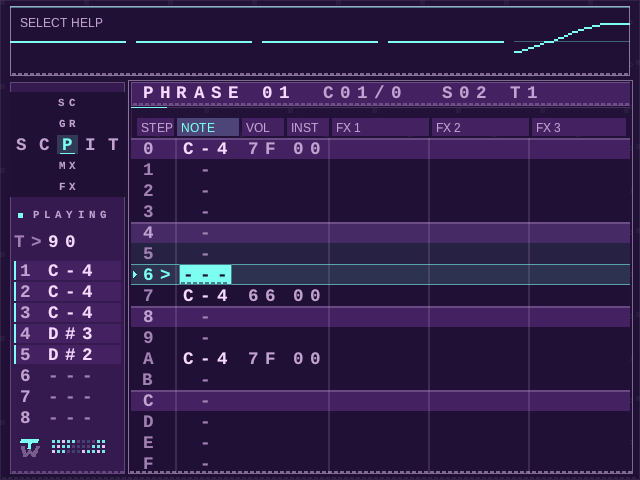 SELECT HELP
PHRASE 01 C01/0 S02 T1
SC
GR
S C P I T
MX
FX
PLAYING
T>90
1 C-4
2 C-4
3 C-4
4 D#3
5 D#2
6 ---
7 ---
8 ---
TW
STEP NOTE VOL INST FX 1 FX 2 FX 3
0 C-4 7F 00
1 -
2 -
3 -
4 -
5 -
6 > ---
7 C-4 66 00
8 -
9 -
A C-4 7F 00
B -
C -
D -
E -
F -